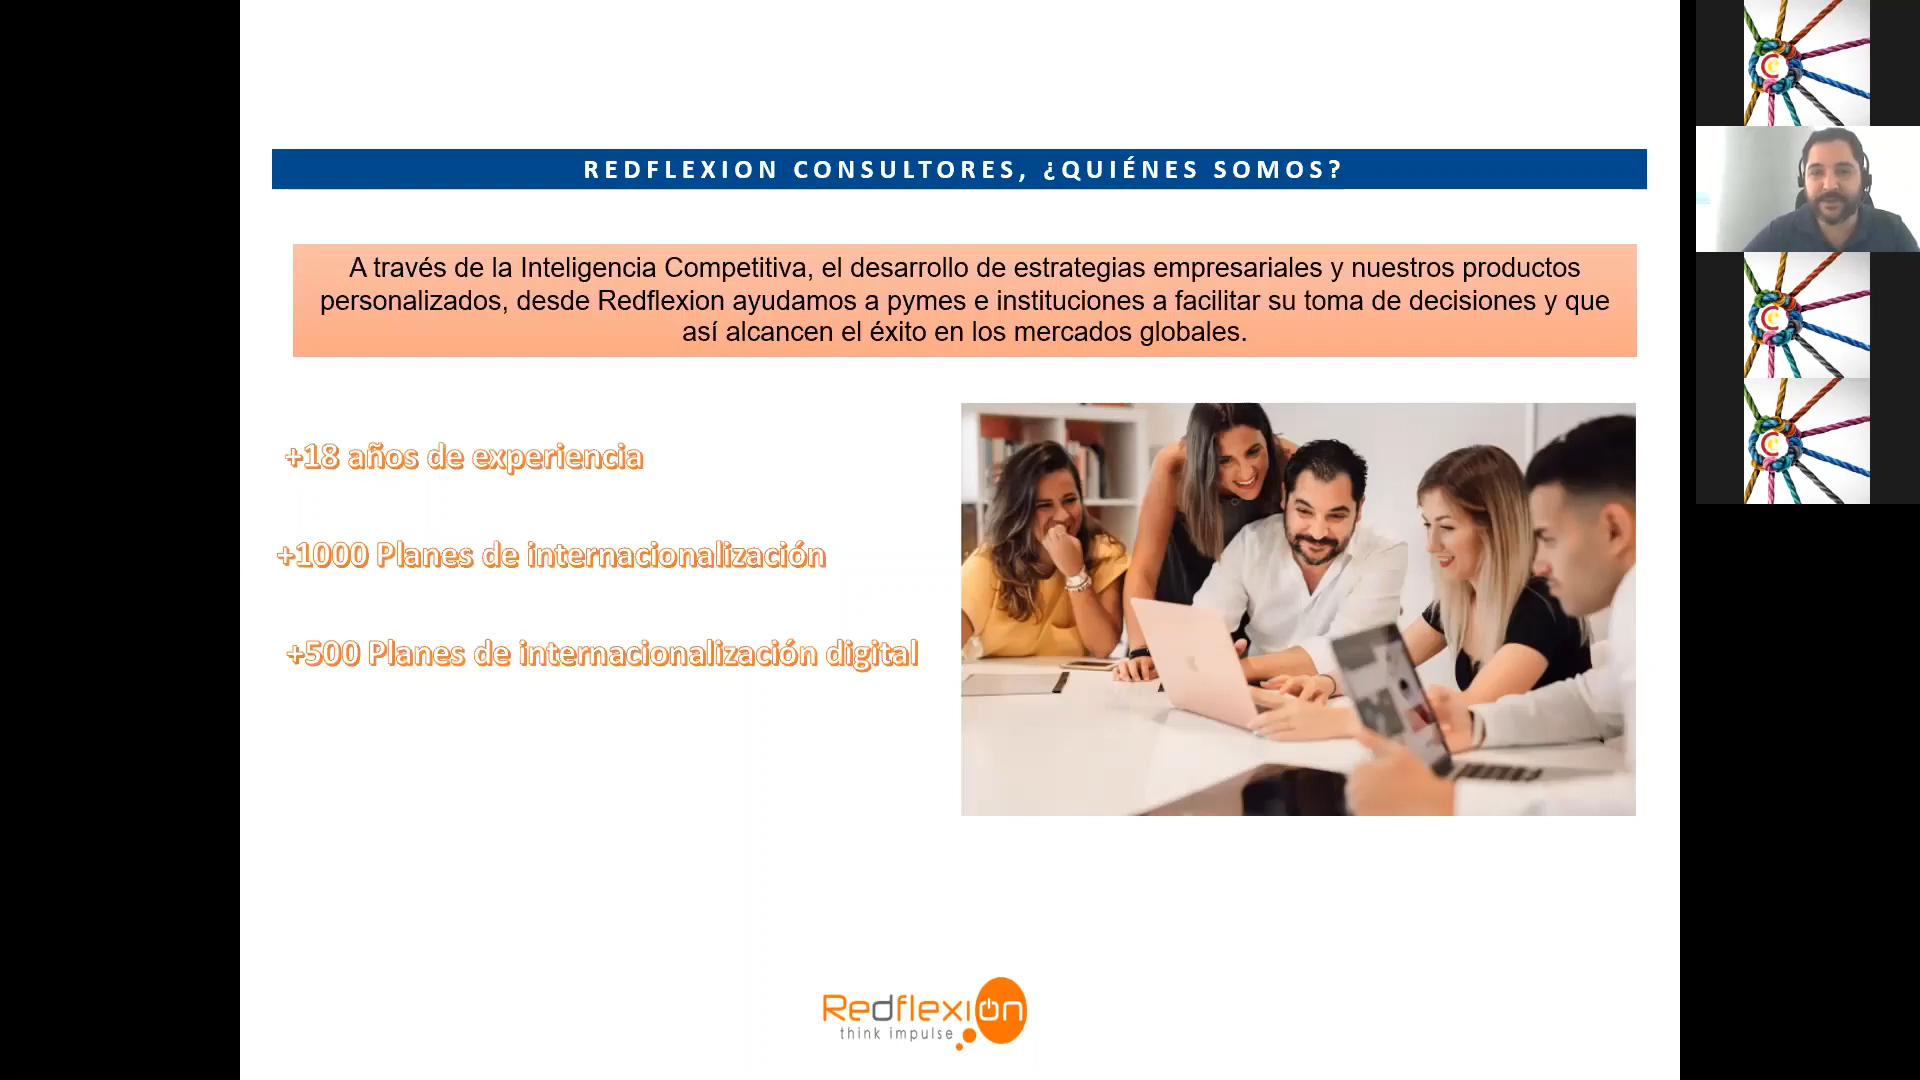 REDFLEXION CONSULTORES, ¿QUIÉNES SOMOS?
A través de la Inteligencia Competitiva, el desarrollo de estrategias empresariales y nuestros productos
personalizados, desde Redflexion ayudamos a pymes e instituciones a facilitar su toma de decisiones y que
así alcancen el éxito en los mercados globales.
+18 años de experiencia
+1000 Planes de internacionalización
+500 Planes de internacionalización digital
Redflexion
think impulse